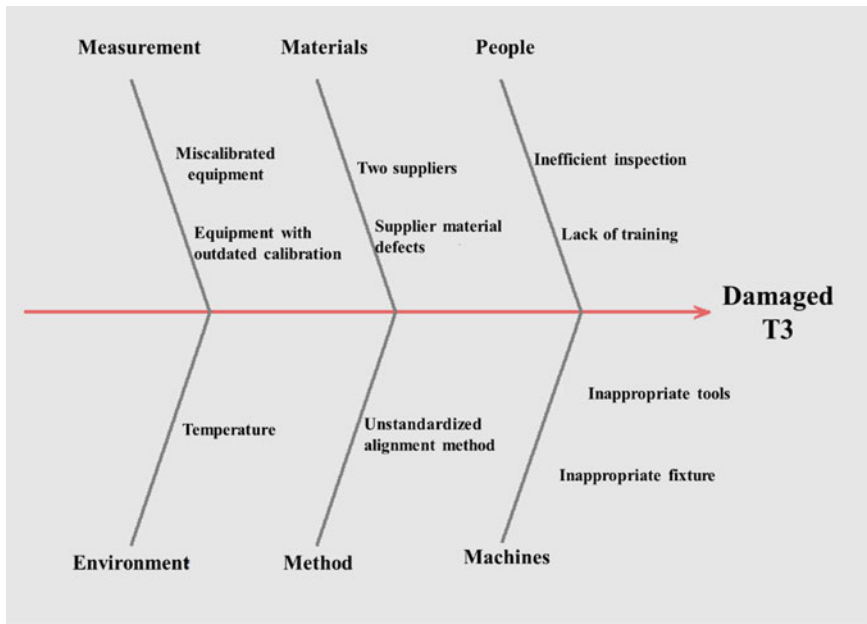 Measurement
Materials
People
Miscalibrated
equipment
Two suppliers
Inefficient inspection
Equipment with
outdated calibration
Supplier material
defects
Lack of training
Damaged
T3
Temperature
Unstandardized
alignment method
Inappropriate tools
Inappropriate fixture
Environment
Method
Machines